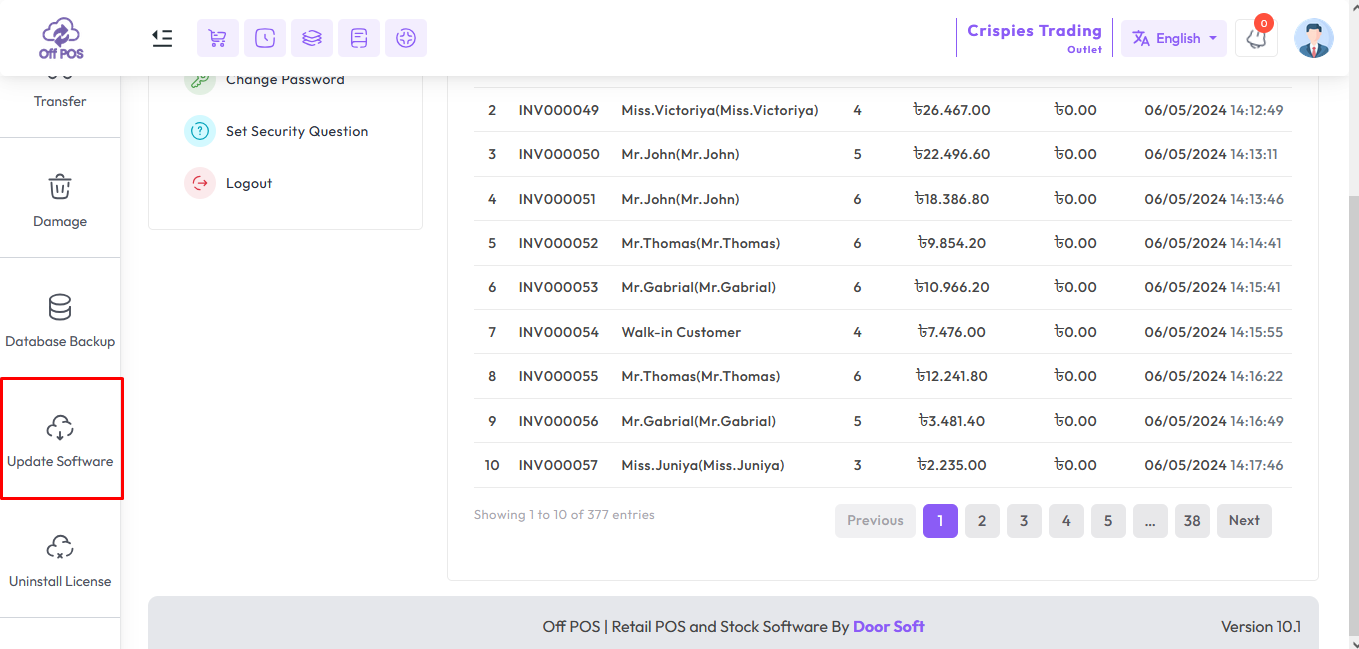 Off POS
Crispies Trading
Outlet
English
0
Transfer
Damage
Database Backup
Update Software
Uninstall License
Change Password
Set Security Question
Logout
2 INV000049 Miss.Victoriya(Miss.Victoriya) 4 ৳26.467.00 ৳0.00 06/05/2024 14:12:49
3 INV000050 Mr.John(Mr.John) 5 ৳22.496.60 ৳0.00 06/05/2024 14:13:11
4 INV000051 Mr.John(Mr.John) 6 ৳18.386.80 ৳0.00 06/05/2024 14:13:46
5 INV000052 Mr.Thomas(Mr.Thomas) 6 ৳9.854.20 ৳0.00 06/05/2024 14:14:41
6 INV000053 Mr.Gabrial(Mr.Gabrial) 6 ৳10.966.20 ৳0.00 06/05/2024 14:15:41
7 INV000054 Walk-in Customer 4 ৳7.476.00 ৳0.00 06/05/2024 14:15:55
8 INV000055 Mr.Thomas(Mr.Thomas) 6 ৳12.241.80 ৳0.00 06/05/2024 14:16:22
9 INV000056 Mr.Gabrial(Mr.Gabrial) 5 ৳3.481.40 ৳0.00 06/05/2024 14:16:49
10 INV000057 Miss.Juniya(Miss.Juniya) 3 ৳2.235.00 ৳0.00 06/05/2024 14:17:46
Showing 1 to 10 of 377 entries
Previous 1 2 3 4 5 ... 38 Next
Off POS | Retail POS and Stock Software By Door Soft
Version 10.1